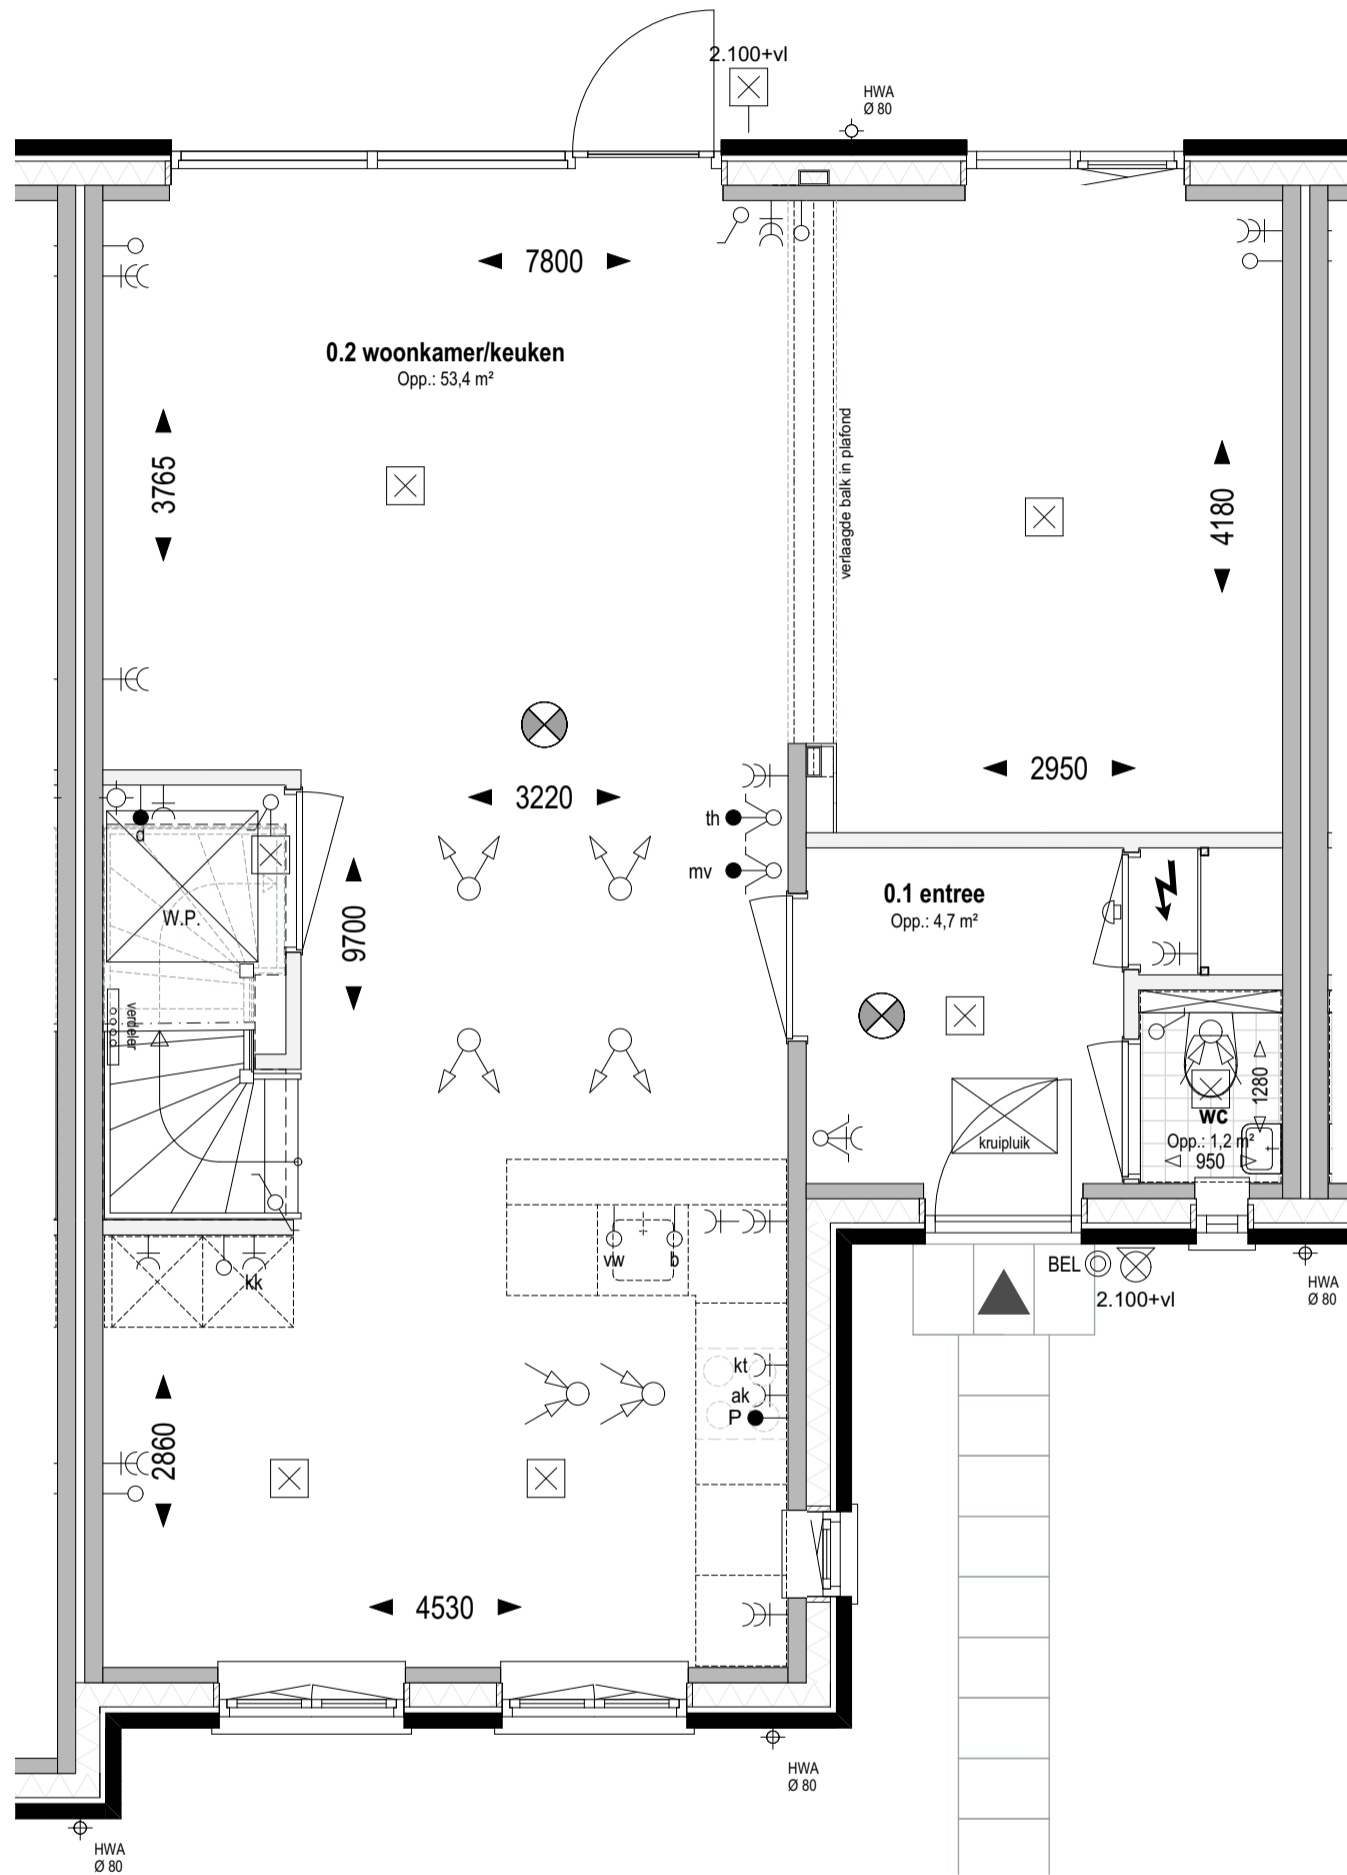 2.100+vl
HWA
Ø 80
7800
0.2 woonkamer/keuken
Opp.: 53,4 m²
3765
verlaagde balk in plafond
4180
2950
3220
th
mv
d
W.P.
9700
verdeler
0.1 entree
Opp.: 4,7 m²
1280
wc
Opp.: 1,2 m²
950
kruipluik
vw
b
kk
BEL
2.100+vl
HWA
Ø 80
kt
ak
P
2860
4530
HWA
Ø 80
HWA
Ø 80